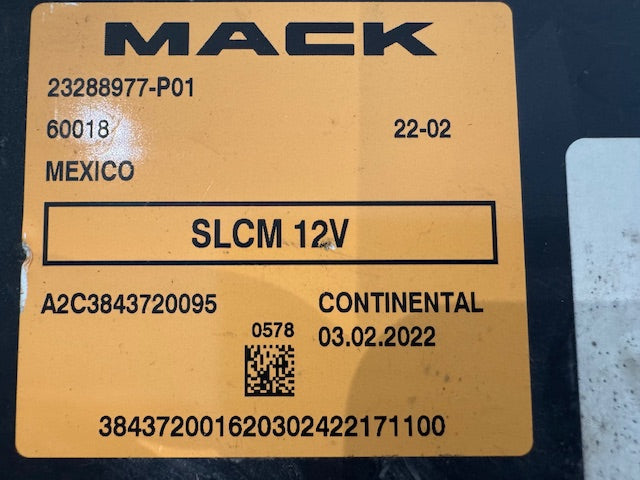 MACK
23288977-P01
60018 22-02
MEXICO
SLCM 12V
A2C3843720095 CONTINENTAL
0578 03.02.2022
384372001620302422171100